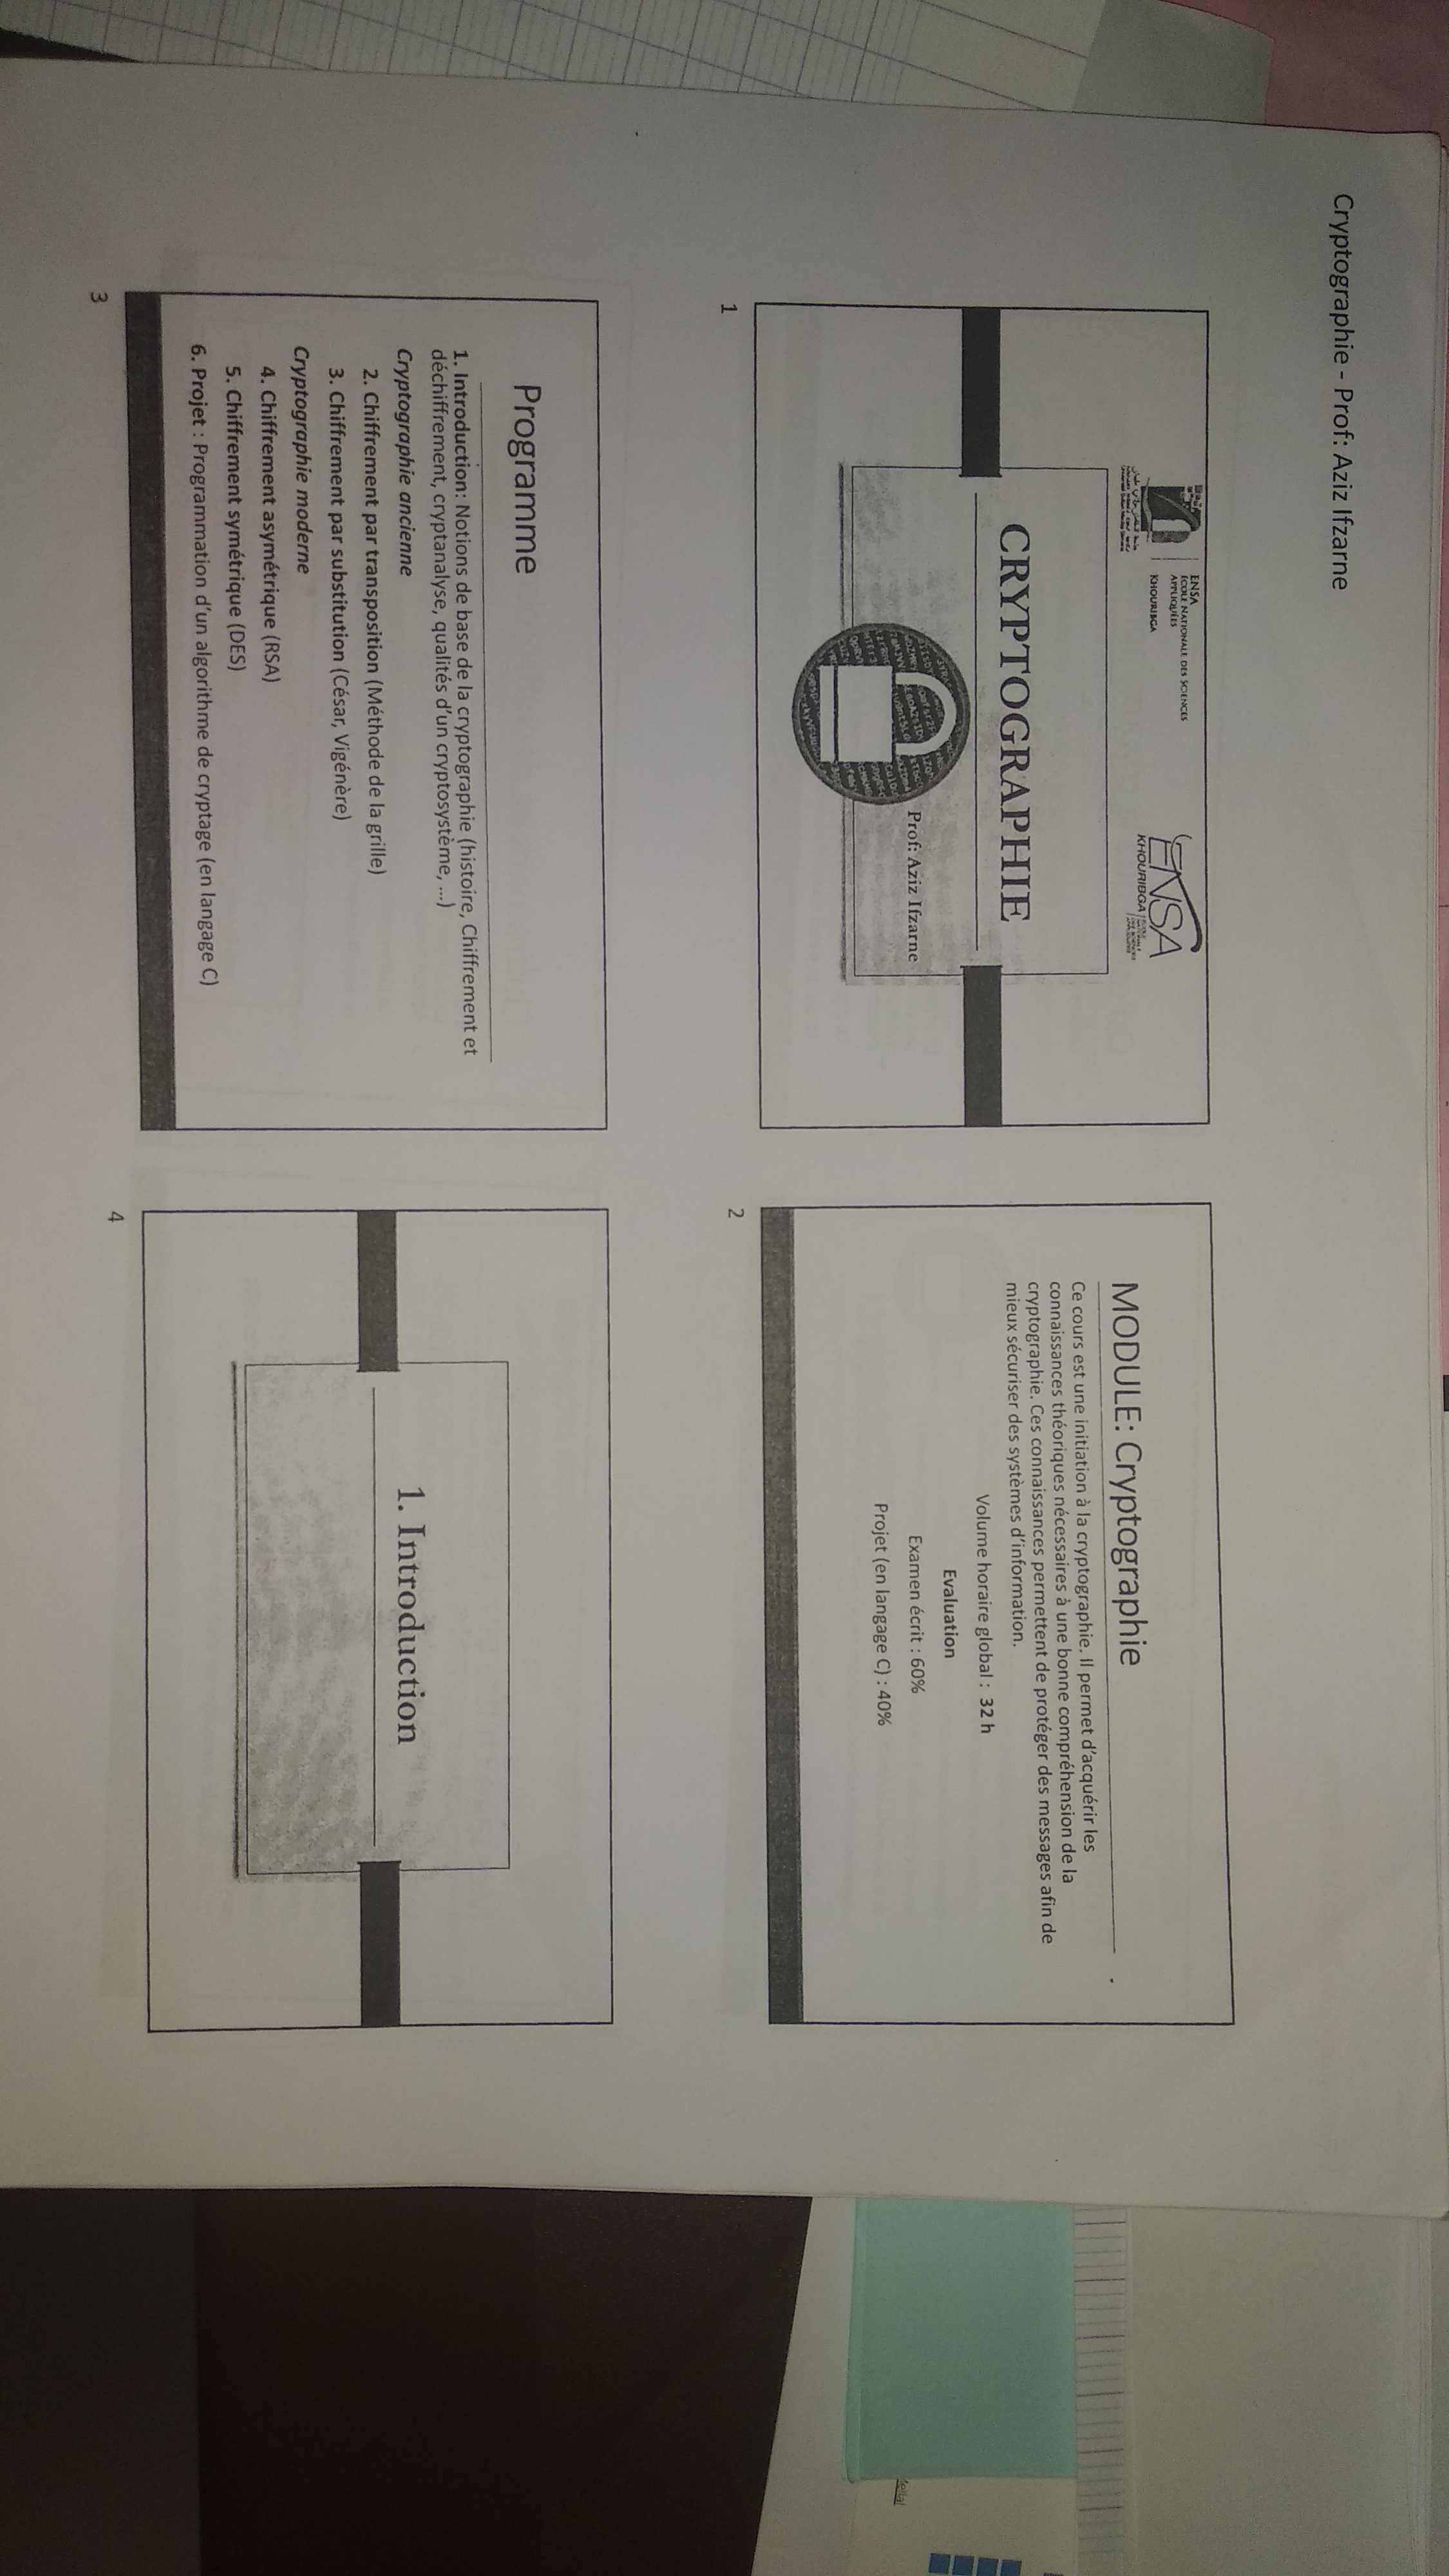 Cryptographie - Prof: Aziz Ifzarne
ENSA
ECOLE NATIONALE DES SCIENCES
APPLIQUÉES
KHOURIBGA
ENSA
KHOURIBGA
CRYPTOGRAPHIE
Prof: Aziz Ifzarne
1
MODULE: Cryptographie
Ce cours est une initiation à la cryptographie. Il permet d'acquérir les
connaissances théoriques nécessaires à une bonne compréhension de la
cryptographie. Ces connaissances permettent de protéger des messages afin de
mieux sécuriser des systèmes d'information.
Volume horaire global : 32 h
Evaluation
Examen écrit : 60%
Projet (en langage C) : 40%
2
Programme
1. Introduction: Notions de base de la cryptographie (histoire, Chiffrement et
déchiffrement, cryptanalyse, qualités d'un cryptosystème, ...)
Cryptographie ancienne
2. Chiffrement par transposition (Méthode de la grille)
3. Chiffrement par substitution (César, Vigénère)
Cryptographie moderne
4. Chiffrement asymétrique (RSA)
5. Chiffrement symétrique (DES)
6. Projet : Programmation d'un algorithme de cryptage (en langage C)
3
1. Introduction
4